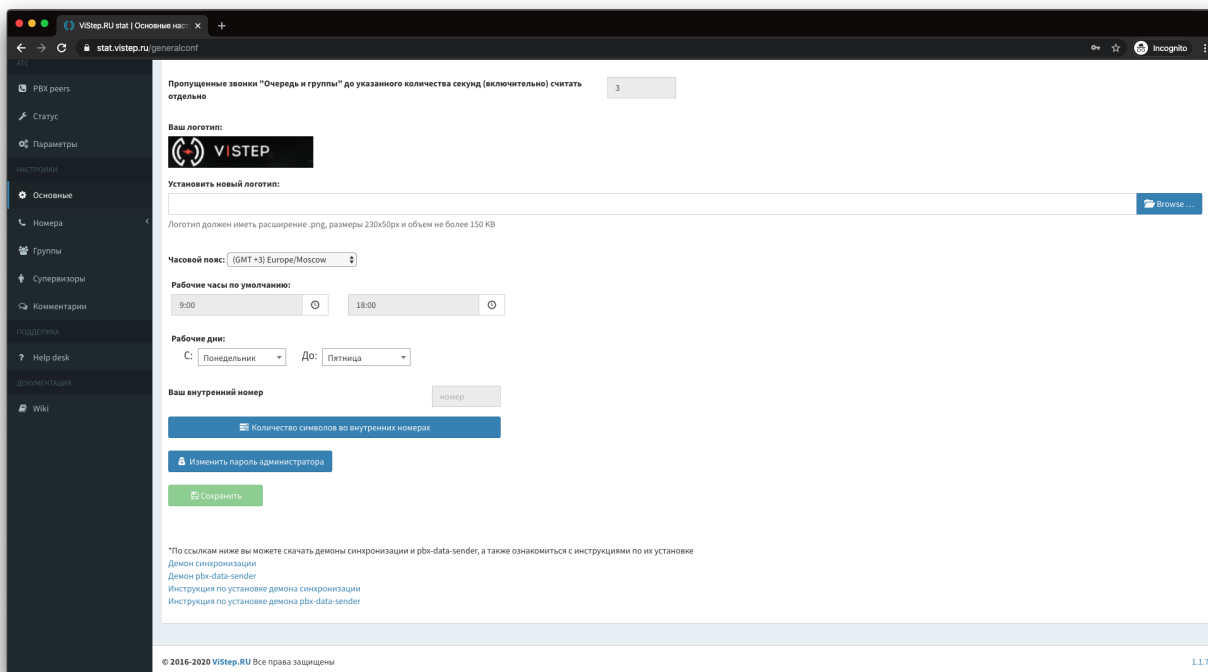 ViStep.RU stat | Основные наст
stat.vistep.ru/generalconf
Incognito
АТС
PBX peers
Статус
Параметры
НАСТРОЙКИ
Основные
Номера
Группы
Супервизоры
Комментарии
ПОДДЕРЖКА
Help desk
ДОКУМЕНТАЦИЯ
Wiki
Пропущенные звонки "Очередь и группы" до указанного количества секунд (включительно) считать
отдельно
3
Ваш логотип:
VISTEP
Установить новый логотип:
Browse ...
Логотип должен иметь расширение .png, размеры 230x50px и объем не более 150 KB
Часовой пояс: (GMT +3) Europe/Moscow
Рабочие часы по умолчанию:
9:00 18:00
Рабочие дни:
С: Понедельник До: Пятница
Ваш внутренний номер номер
Количество символов во внутренних номерах
Изменить пароль администратора
Сохранить
*По ссылкам ниже вы можете скачать демоны синхронизации и pbx-data-sender, а также ознакомиться с инструкциями по их установке
Демон синхронизации
Демон pbx-data-sender
Инструкция по установке демона синхронизации
Инструкция по установке демона pbx-data-sender
© 2016-2020 ViStep.RU Все права защищены
1.1.7